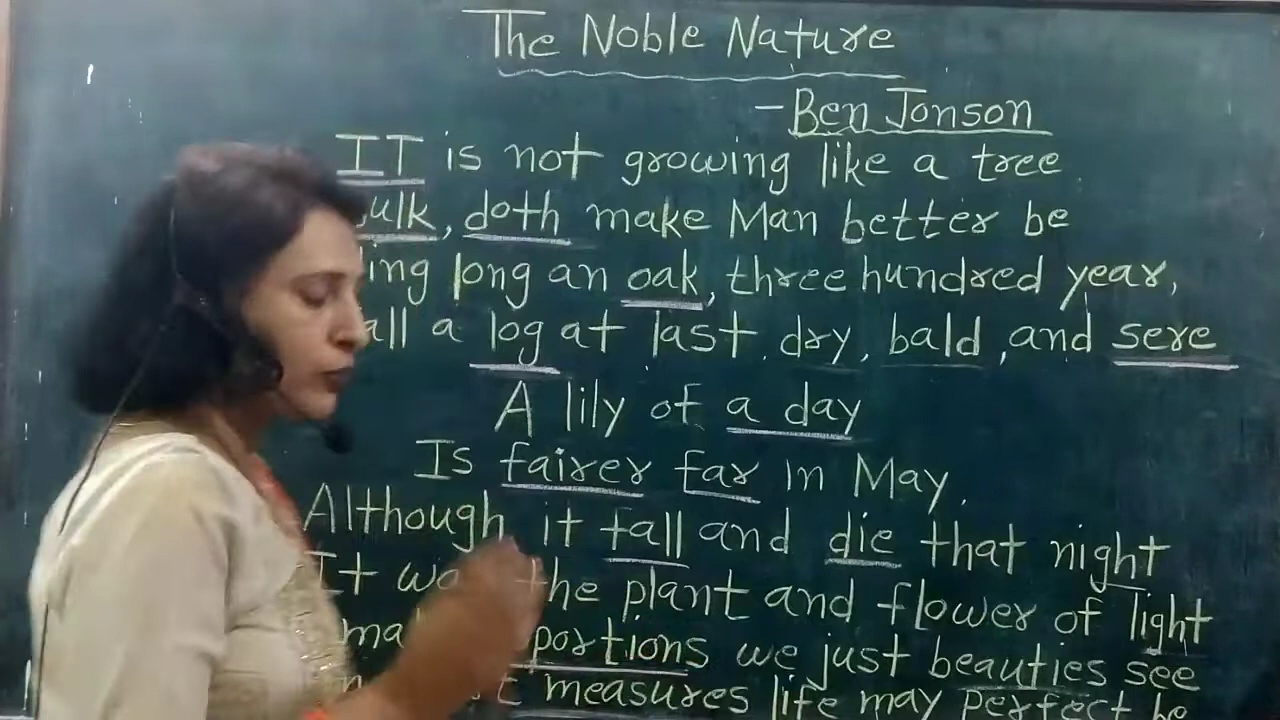 The Noble Nature
- Ben Jonson
IT is not growing like a tree
ulk, doth make Man better be
ing long an oak, three hundred year,
all a log at last dry, bald, and sere
A lily of a day
Is fairer far in May,
Although it fall and die that night
It the plant and flower of light
portions we just beauties see
measures life may perfect be